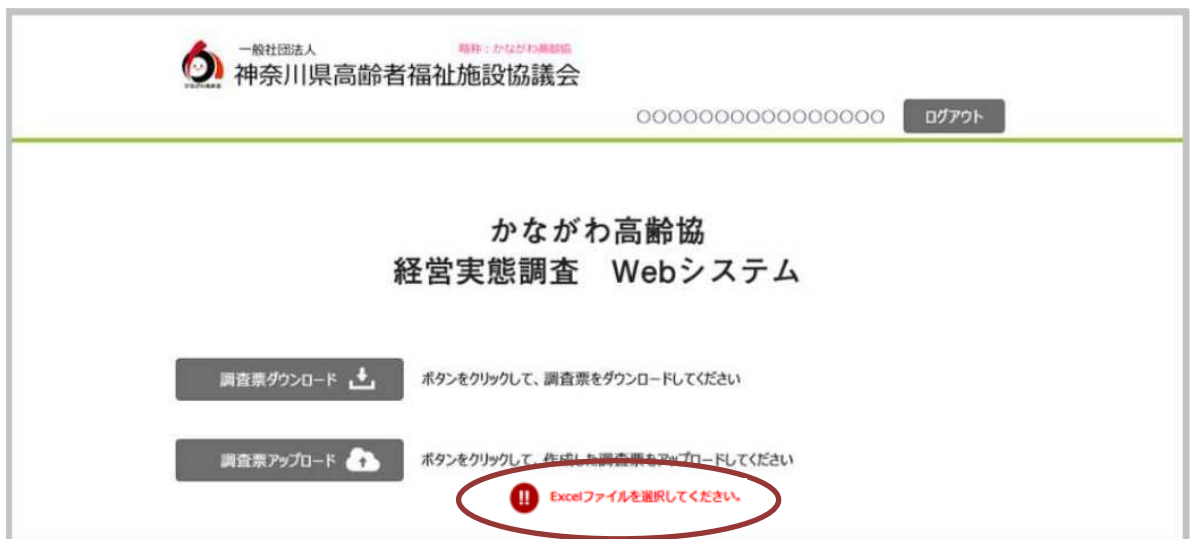 一般社団法人
略称：かながわ高齢協
神奈川県高齢者福祉施設協議会
かながわ高齢協
○○○○○○○○○○○○○○○○
ログアウト
かながわ高齢協
経営実態調査　Webシステム
調査票ダウンロード
ボタンをクリックして、調査票をダウンロードしてください
調査票アップロード
ボタンをクリックして、作成した調査票をアップロードしてください
!!
Excelファイルを選択してください。